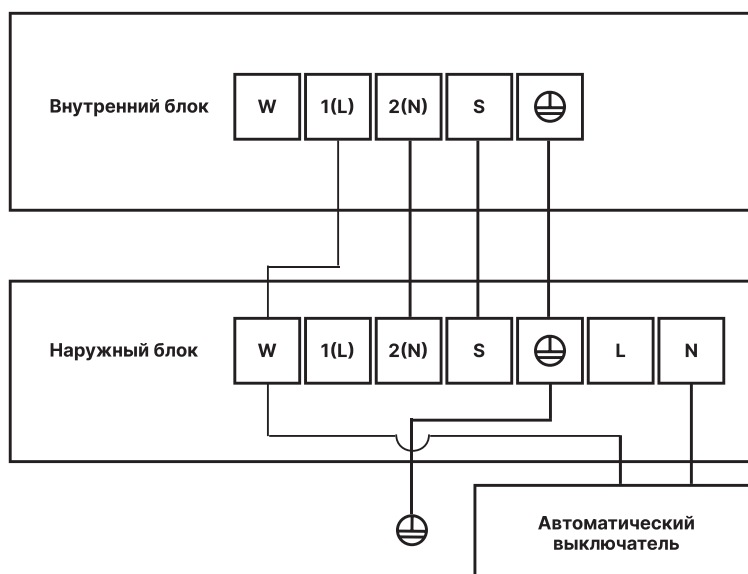 Внутренний блок W 1(L) 2(N) S
Наружный блок W 1(L) 2(N) S L N
Автоматический
выключатель